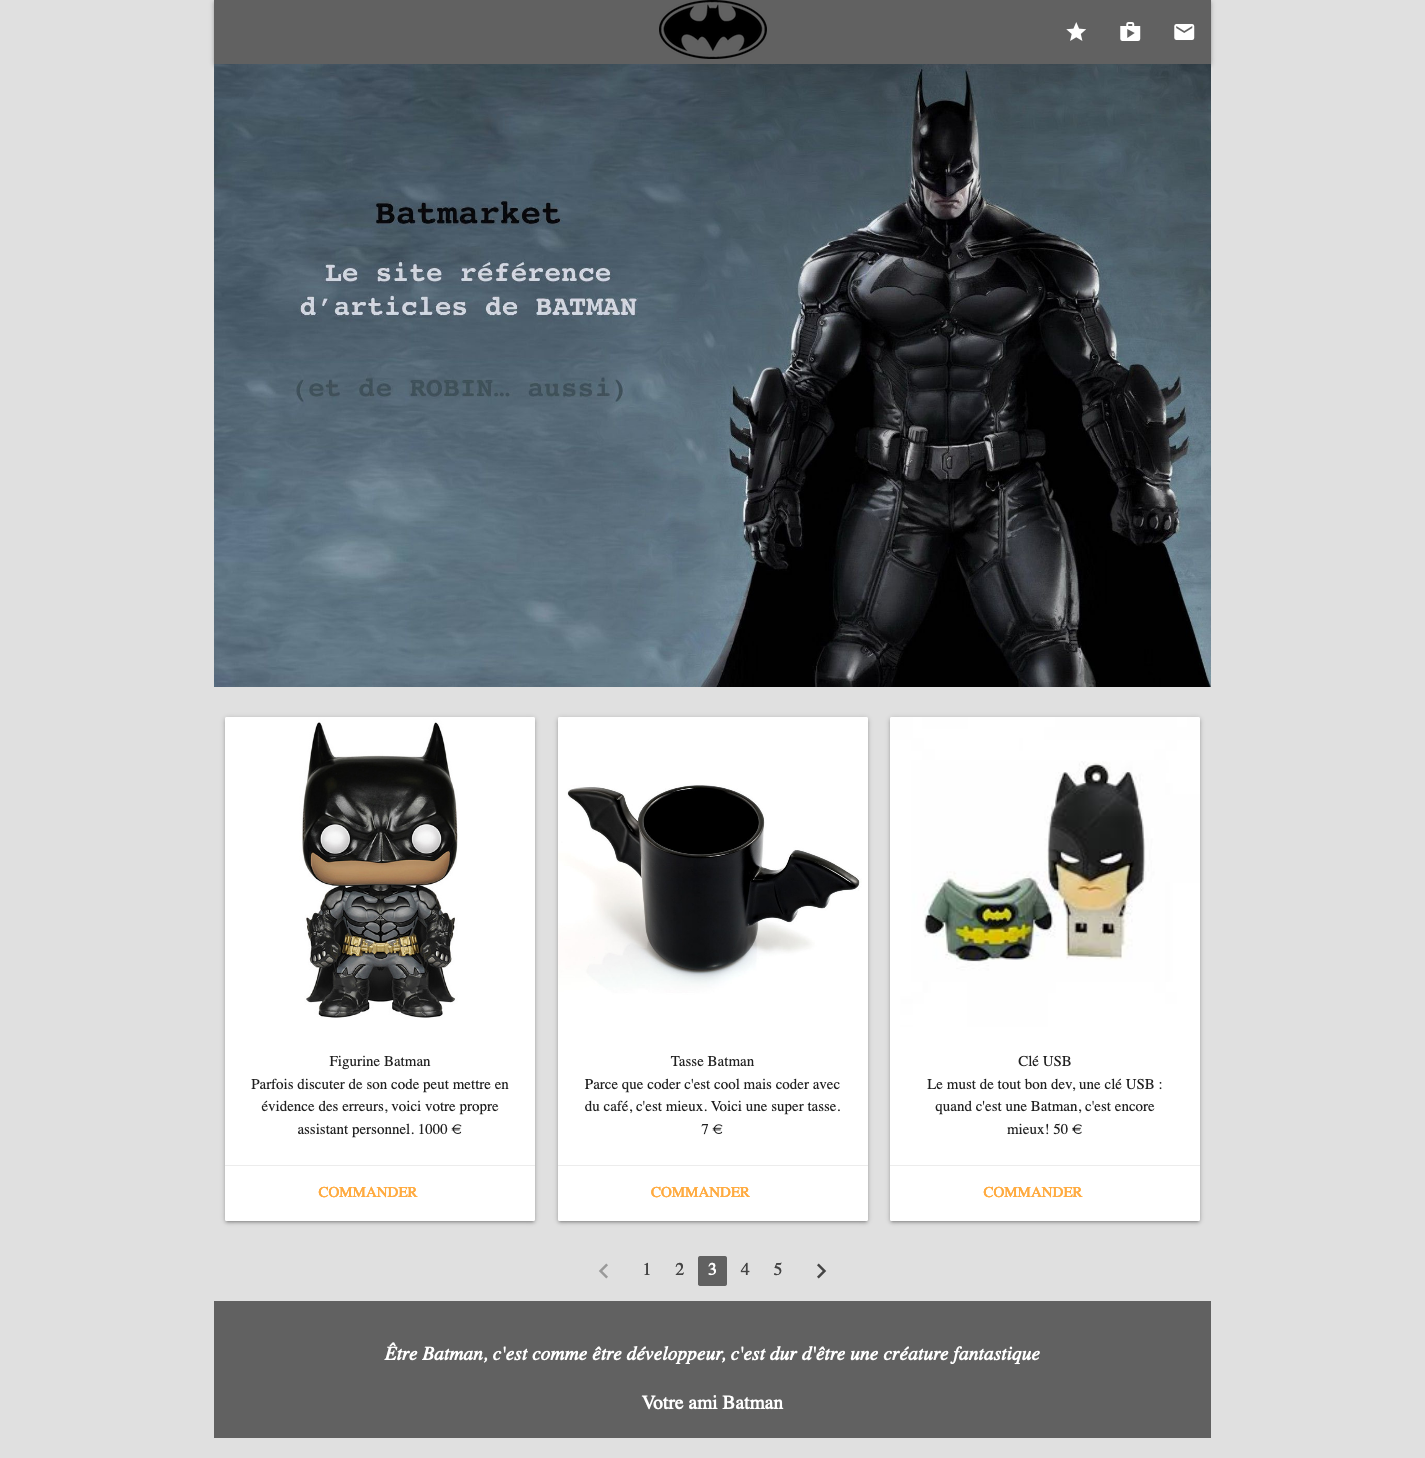 Batmarket
Le site référence
d’articles de BATMAN
(et de ROBIN… aussi)
Figurine Batman
Parfois discuter de son code peut mettre en
évidence des erreurs, voici votre propre
assistant personnel. 1000 €
COMMANDER
Tasse Batman
Parce que coder c'est cool mais coder avec
du café, c'est mieux. Voici une super tasse.
7 €
COMMANDER
Clé USB
Le must de tout bon dev, une clé USB :
quand c'est une Batman, c'est encore
mieux! 50 €
COMMANDER
1 2 3 4 5
Être Batman, c'est comme être développeur, c'est dur d'être une créature fantastique
Votre ami Batman